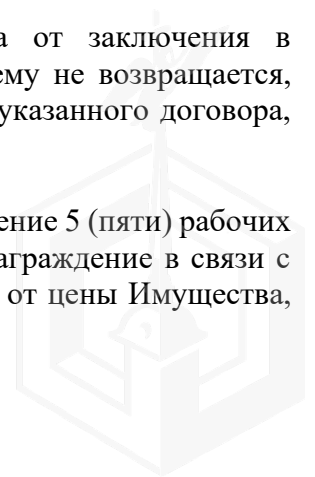 а от заключения в
ему не возвращается,
указанного договора,
ение 5 (пяти) рабочих
аграждение в связи с
от цены Имущества,